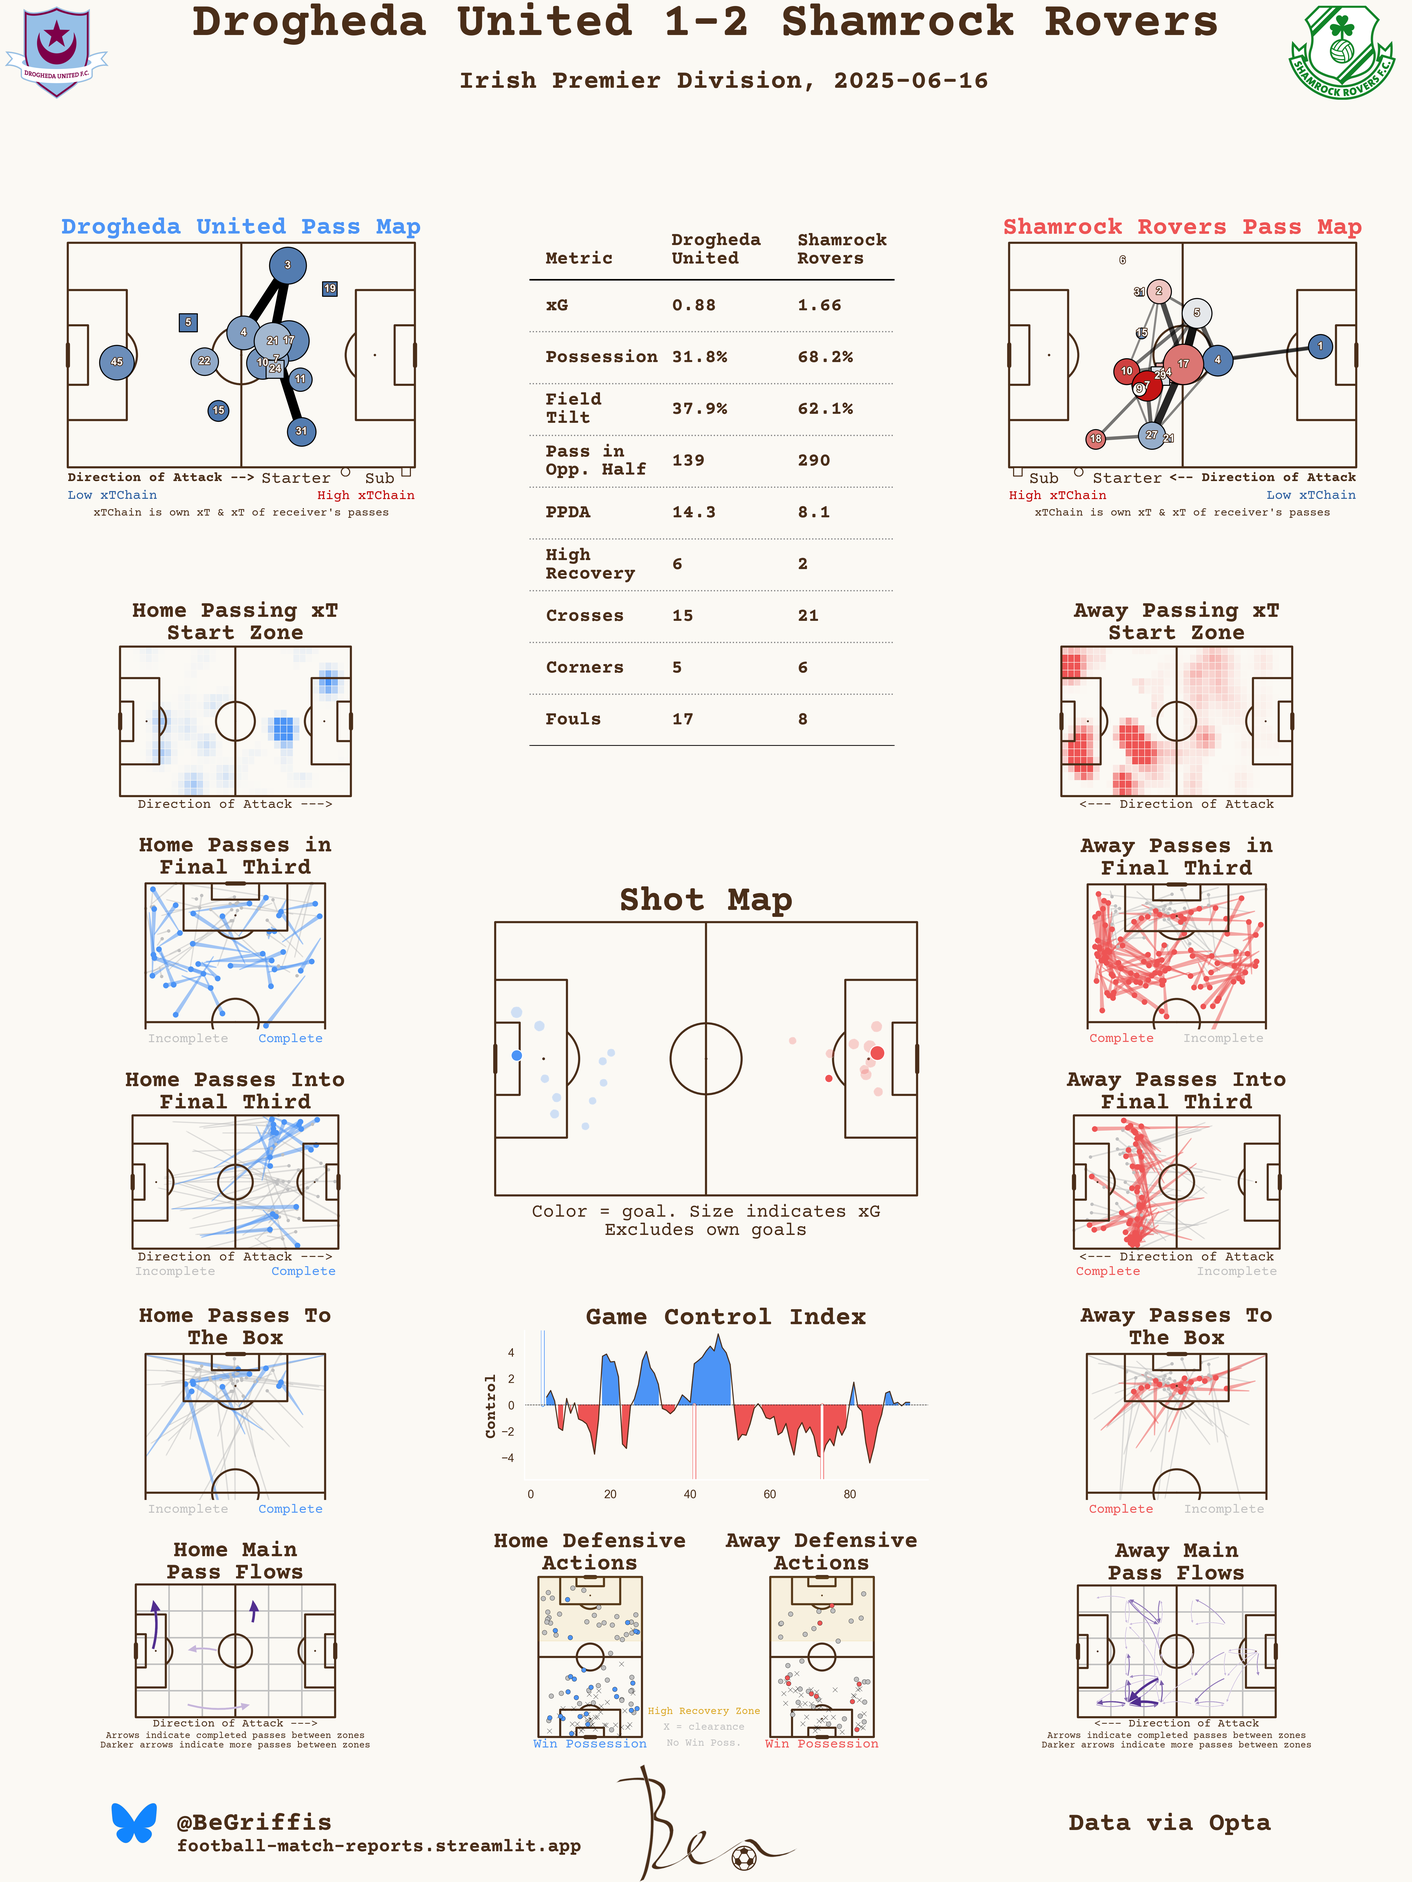 Drogheda United 1-2 Shamrock Rovers
Irish Premier Division, 2025-06-16
DROGHEDA UNITED F.C.
SHAMROCK ROVERS F.C.
Drogheda United Pass Map
3
19
5
4
21
17
45
22
10
7
24
11
15
31
Direction of Attack --> Starter Sub
Low xTChain High xTChain
xTChain is own xT & xT of receiver's passes
Metric Drogheda United Shamrock Rovers
xG 0.88 1.66
Possession 31.8% 68.2%
Field Tilt 37.9% 62.1%
Pass in Opp. Half 139 290
PPDA 14.3 8.1
High Recovery 6 2
Crosses 15 21
Corners 5 6
Fouls 17 8
Shamrock Rovers Pass Map
6
31
2
5
15
1
17
4
10
7
9
18
27
21
Sub Starter <-- Direction of Attack
High xTChain Low xTChain
xTChain is own xT & xT of receiver's passes
Home Passing xT
Start Zone
Direction of Attack --->
Away Passing xT
Start Zone
<--- Direction of Attack
Home Passes in
Final Third
Incomplete Complete
Away Passes in
Final Third
Complete Incomplete
Shot Map
Color = goal. Size indicates xG
Excludes own goals
Home Passes Into
Final Third
Direction of Attack --->
Incomplete Complete
Away Passes Into
Final Third
<--- Direction of Attack
Complete Incomplete
Home Passes To
The Box
Incomplete Complete
Game Control Index
Control
4
2
0
−2
−4
0 20 40 60 80
Away Passes To
The Box
Complete Incomplete
Home Main
Pass Flows
Direction of Attack --->
Arrows indicate completed passes between zones
Darker arrows indicate more passes between zones
Home Defensive
Actions
Win Possession
High Recovery Zone
X = clearance
No Win Poss.
Away Defensive
Actions
Win Possession
Away Main
Pass Flows
<--- Direction of Attack
Arrows indicate completed passes between zones
Darker arrows indicate more passes between zones
@BeGriffis
football-match-reports.streamlit.app
Ben
Data via Opta